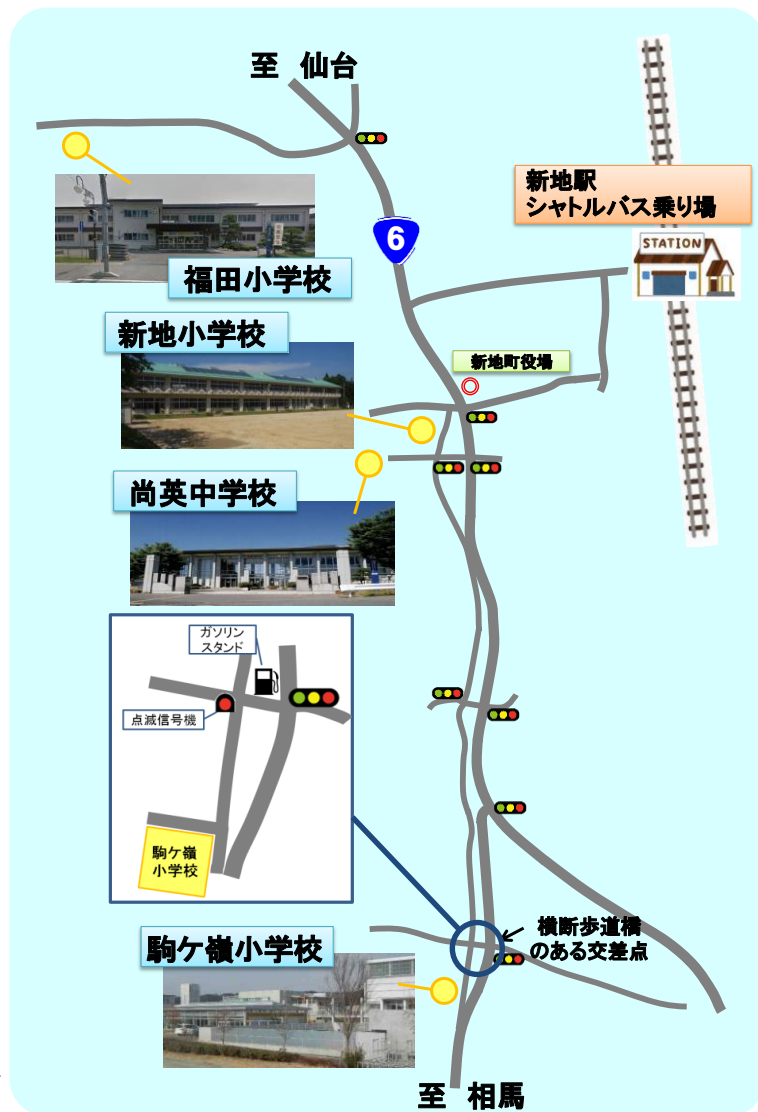 至 仙台
6
新地駅
シャトルバス乗り場
STATION
福田小学校
新地小学校
新地町役場
尚英中学校
ガソリン
スタンド
点滅信号機
駒ケ嶺
小学校
横断歩道橋
のある交差点
駒ケ嶺小学校
至 相馬